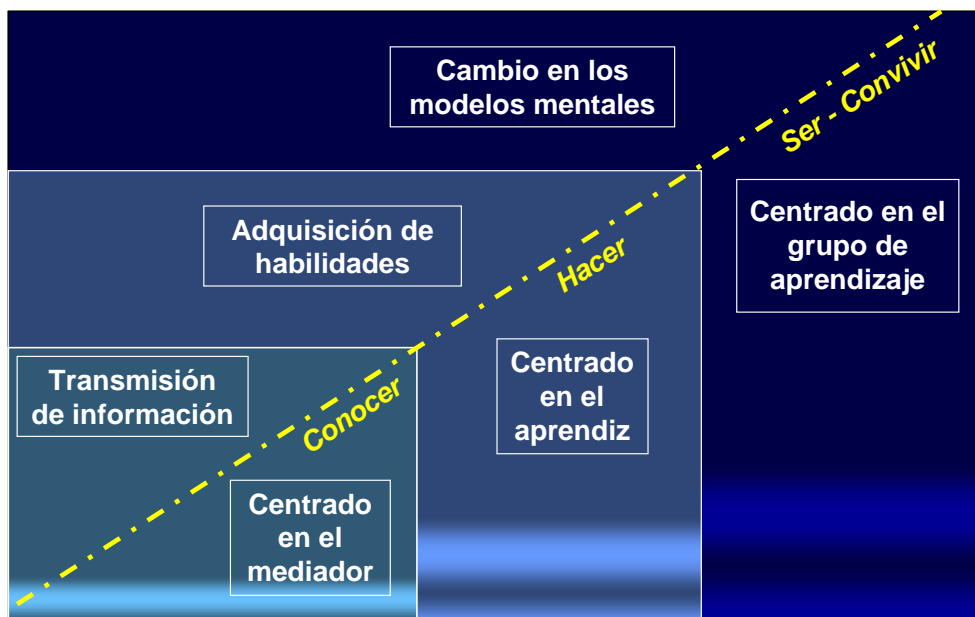 Cambio en los
modelos mentales
Ser - Convivir
Centrado en el
grupo de
aprendizaje
Adquisición de
habilidades
Hacer
Centrado
en el
aprendiz
Transmisión
de información
Conocer
Centrado
en el
mediador